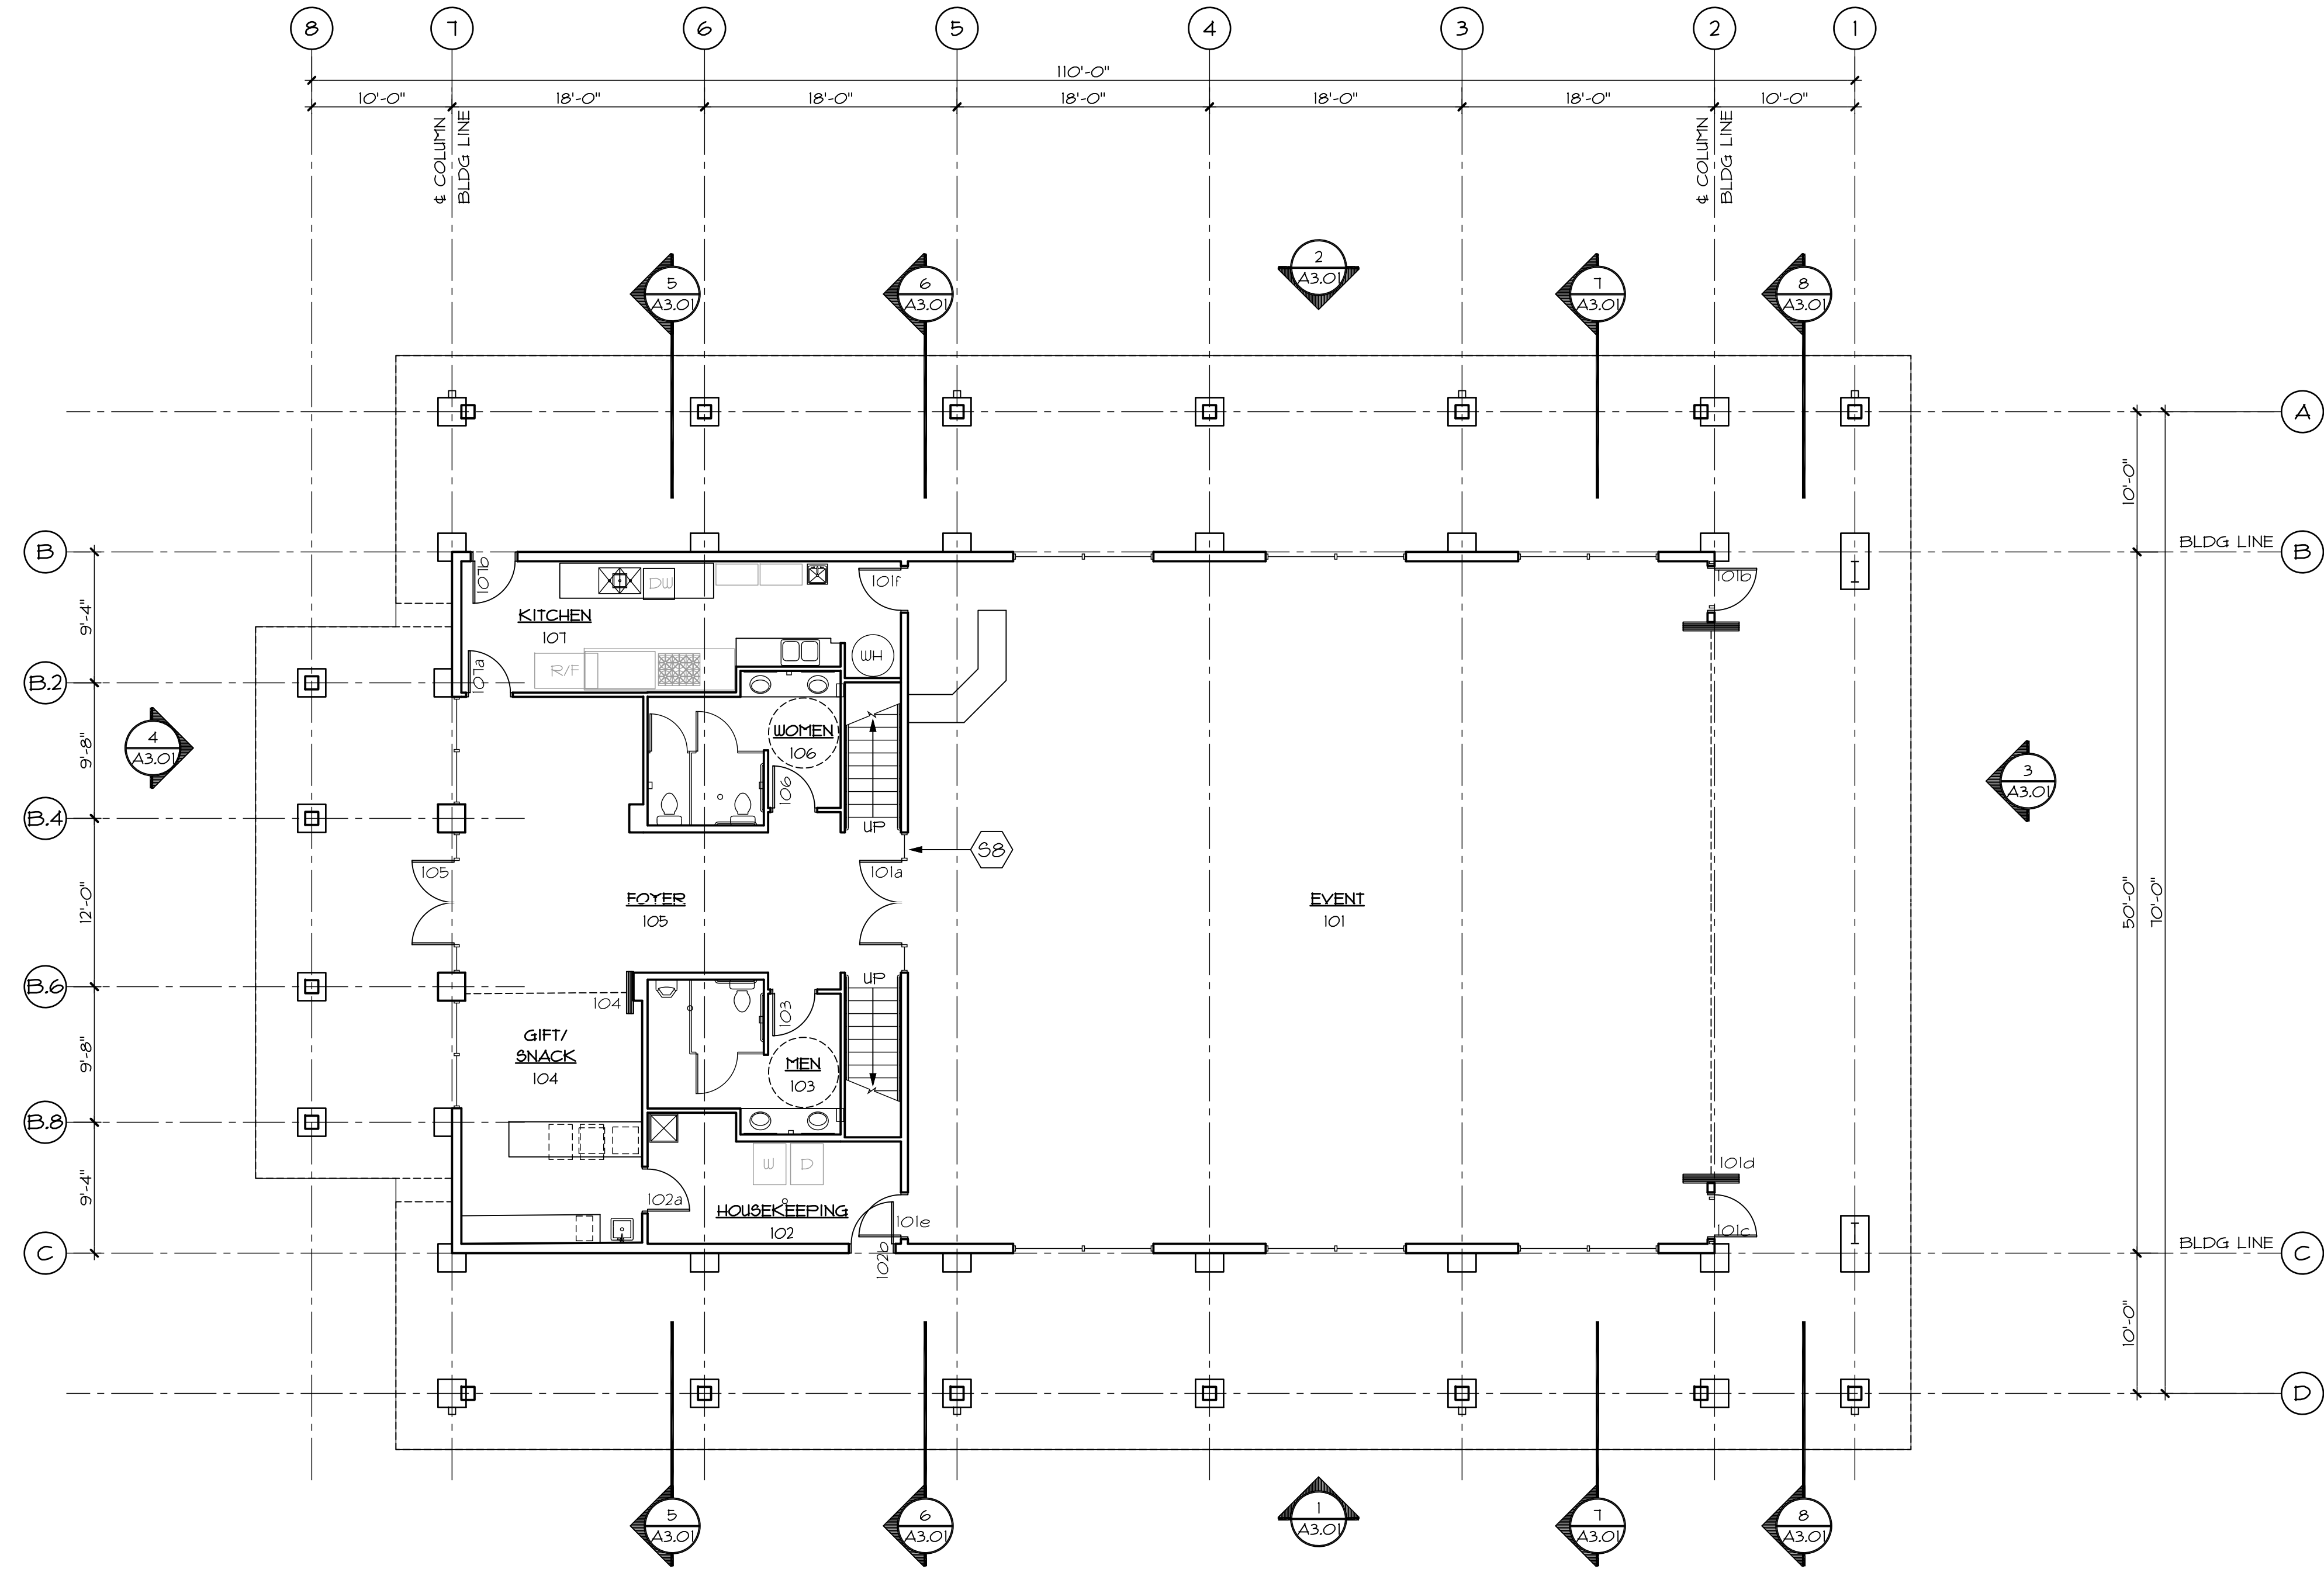 8 7 6 5 4 3 2 1
110'-0"
10'-0" 18'-0" 18'-0" 18'-0" 18'-0" 18'-0" 10'-0"
℄ COLUMN
BLDG LINE
℄ COLUMN
BLDG LINE
2
A3.01
5
A3.01
6
A3.01
7
A3.01
8
A3.01
A
10'-0"
B
BLDG LINE B
107b
DW
101f
101b
9'-4"
KITCHEN
107
WH
R/F
107a
B.2
WOMEN
106
4
A3.01
9'-8"
3
A3.01
106
B.4
UP
S8
105
101a
12'-0"
FOYER
105
EVENT
101
50'-0"
70'-0"
UP
B.6
104
103
GIFT/
SNACK
104
9'-8"
MEN
103
B.8
W D
101d
9'-4"
102a
HOUSEKEEPING
102
101e
101c
102b
C
BLDG LINE C
10'-0"
D
1
A3.01
5
A3.01
6
A3.01
7
A3.01
8
A3.01